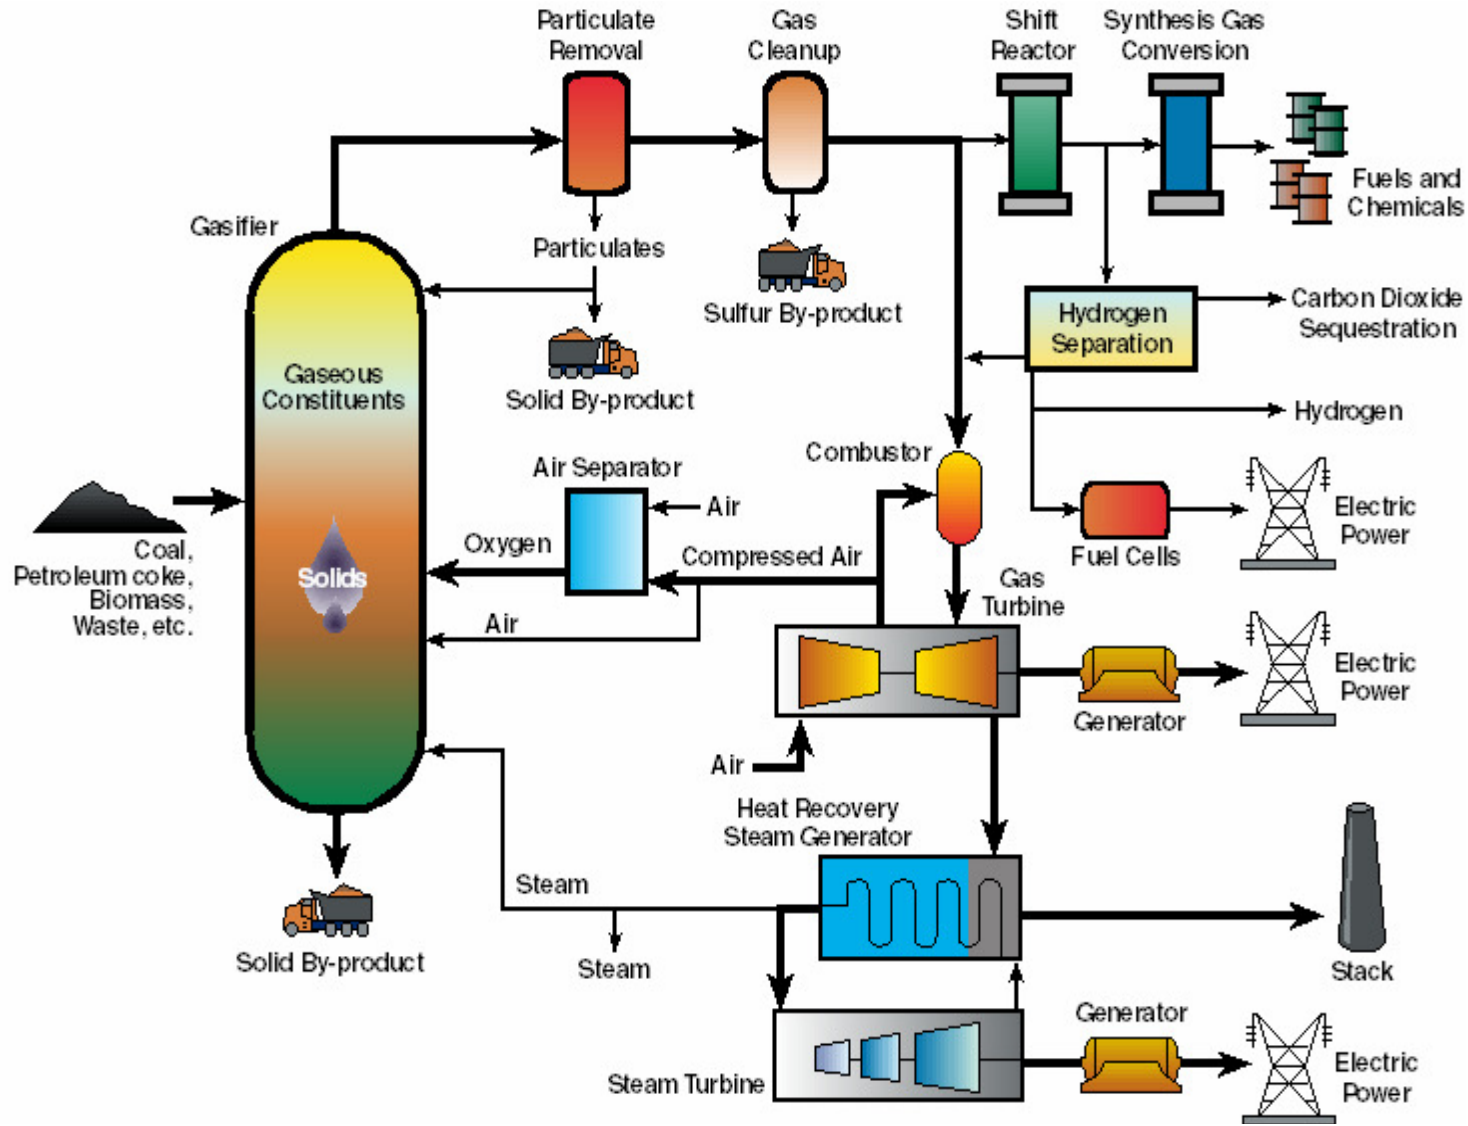 Particulate
Removal
Gas
Cleanup
Shift
Reactor
Synthesis Gas
Conversion
Fuels and
Chemicals
Gasifier
Particulates
Sulfur By-product
Solid By-product
Hydrogen
Separation
Carbon Dioxide
Sequestration
Hydrogen
Gaseous
Constituents
Combustor
Air Separator
Air
Fuel Cells
Electric
Power
Coal,
Petroleum coke,
Biomass,
Waste, etc.
Solids
Oxygen
Compressed Air
Air
Gas
Turbine
Generator
Electric
Power
Air
Heat Recovery
Steam Generator
Steam
Steam
Solid By-product
Stack
Steam Turbine
Generator
Electric
Power